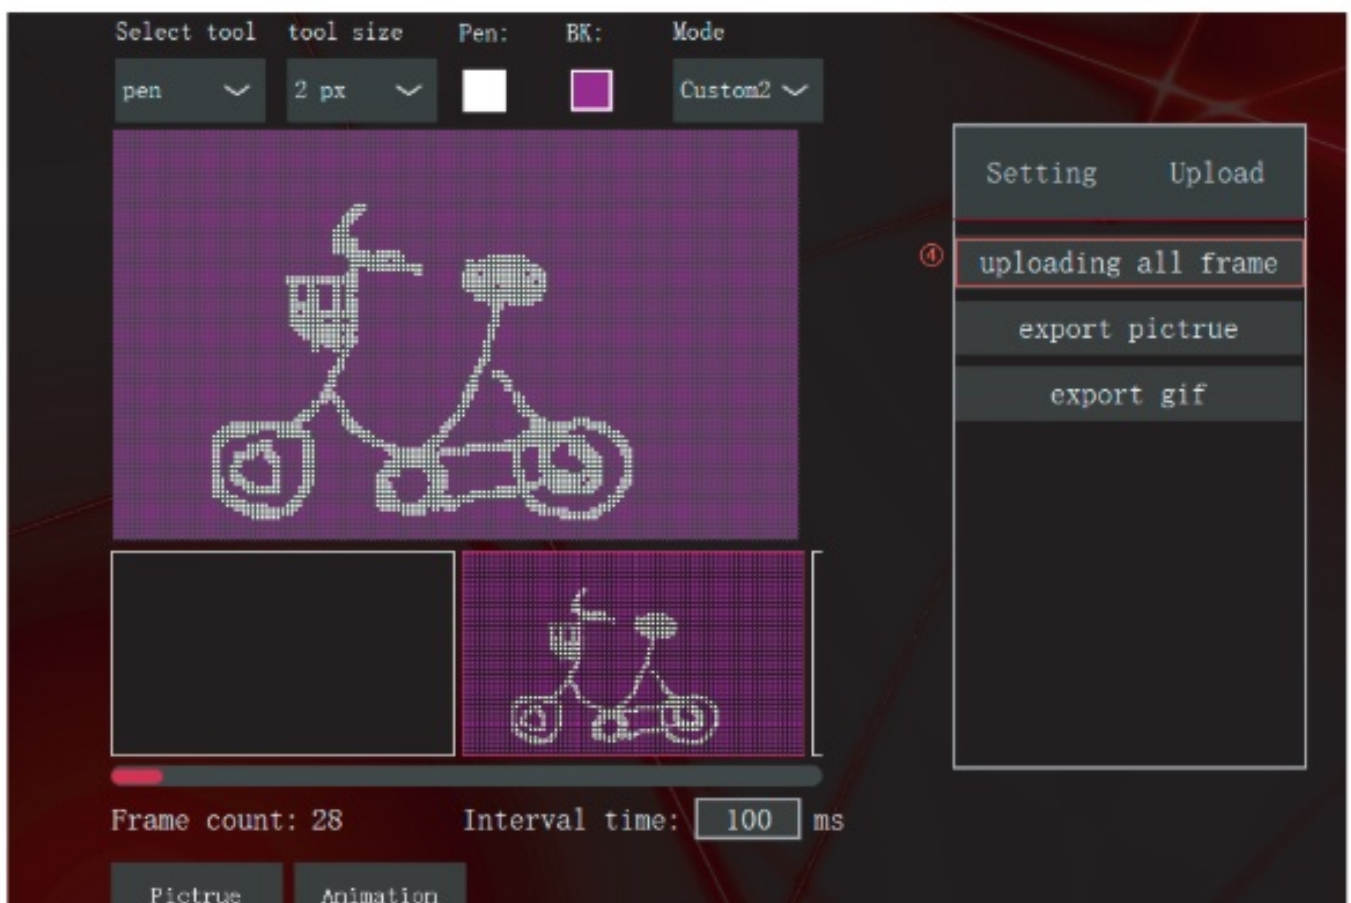 Select tool tool size Pen: BK: Mode
pen 2 px Custom2
Setting Upload
④ uploading all frame
export pictrue
export gif
Frame count: 28 Interval time: 100 ms
Pictrue Animation